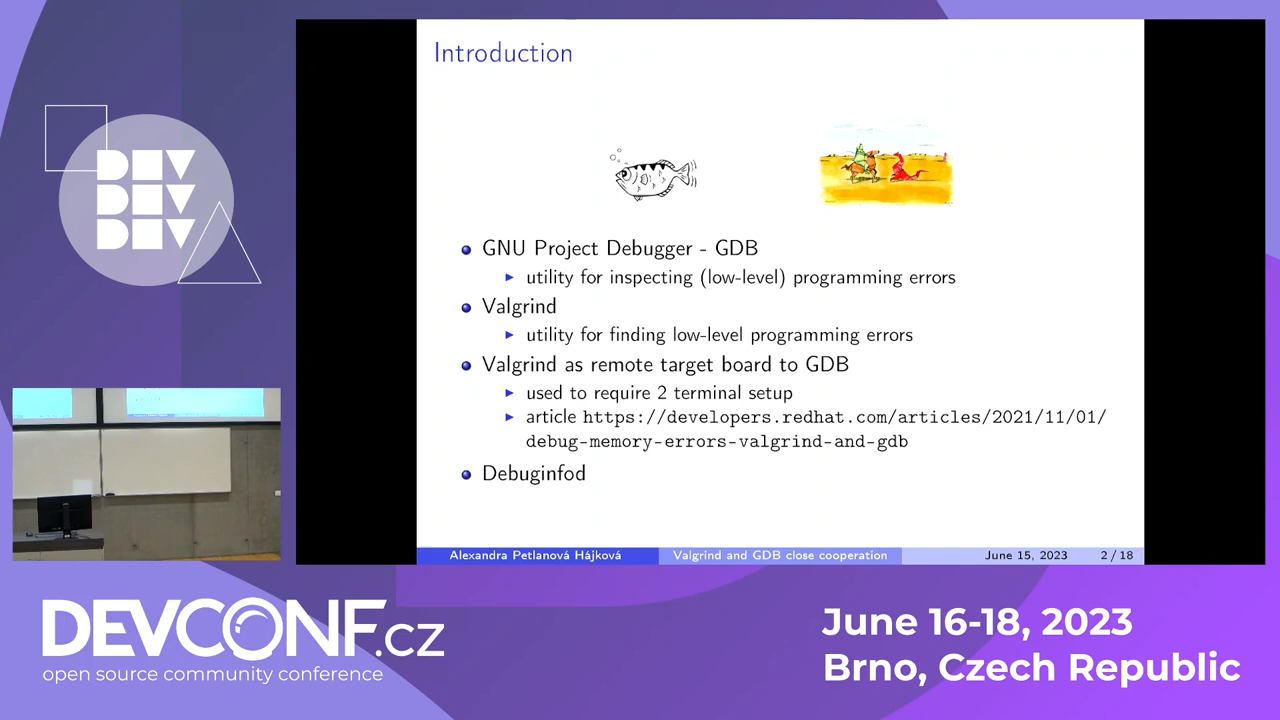 Introduction
GNU Project Debugger - GDB
utility for inspecting (low-level) programming errors
Valgrind
utility for finding low-level programming errors
Valgrind as remote target board to GDB
used to require 2 terminal setup
article https://developers.redhat.com/articles/2021/11/01/
debug-memory-errors-valgrind-and-gdb
Debuginfod
Alexandra Petlanová Hájková
Valgrind and GDB close cooperation
June 15, 2023
2 / 18
DEV
DEV
DEV
DEVCONF.cz
open source community conference
June 16-18, 2023
Brno, Czech Republic